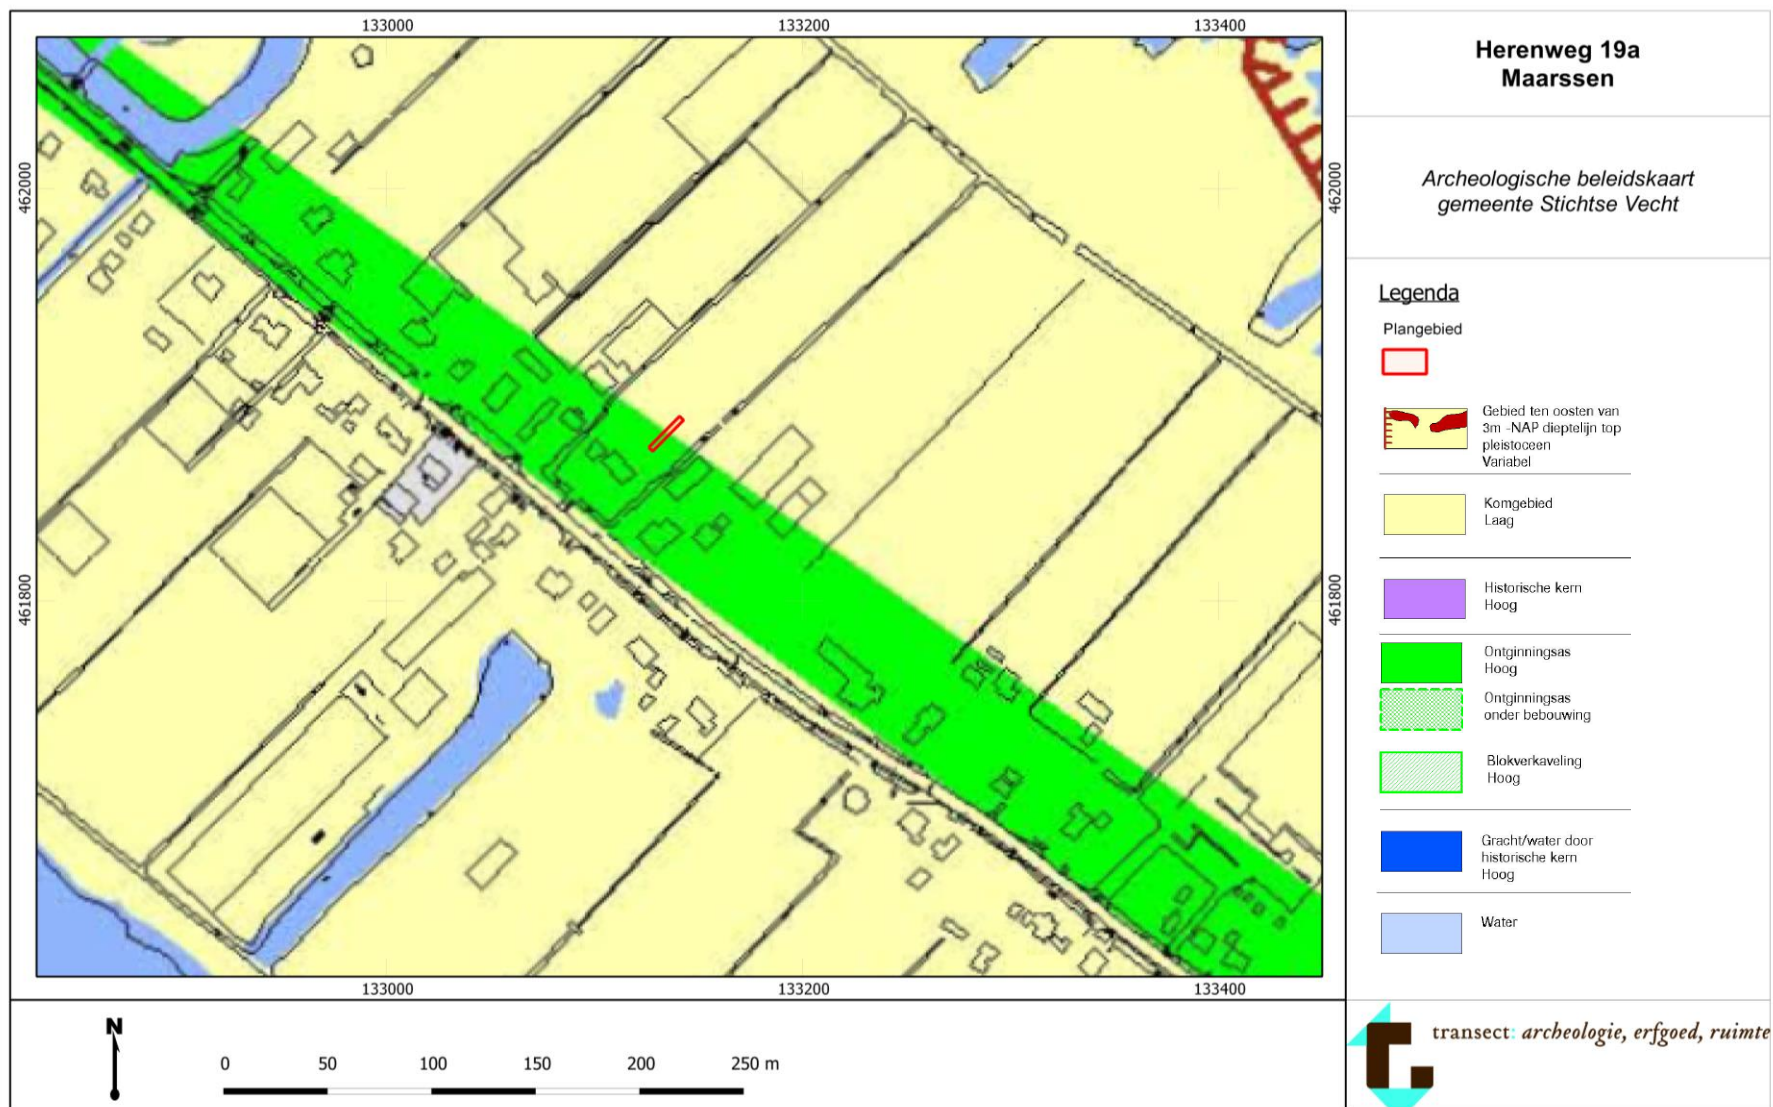 133000
133200
133400
462000
462000
461800
461800
133000
133200
133400
Herenweg 19a
Maarssen
Archeologische beleidskaart
gemeente Stichtse Vecht
Legenda
Plangebied
Gebied ten oosten van
3m -NAP dieptelijn top
pleistoceen
Variabel
Komgebied
Laag
Historische kern
Hoog
Ontginningsas
Hoog
Ontginningsas
onder bebouwing
Blokverkaveling
Hoog
Gracht/water door
historische kern
Hoog
Water
N
0 50 100 150 200 250 m
transect: archeologie, erfgoed, ruimte